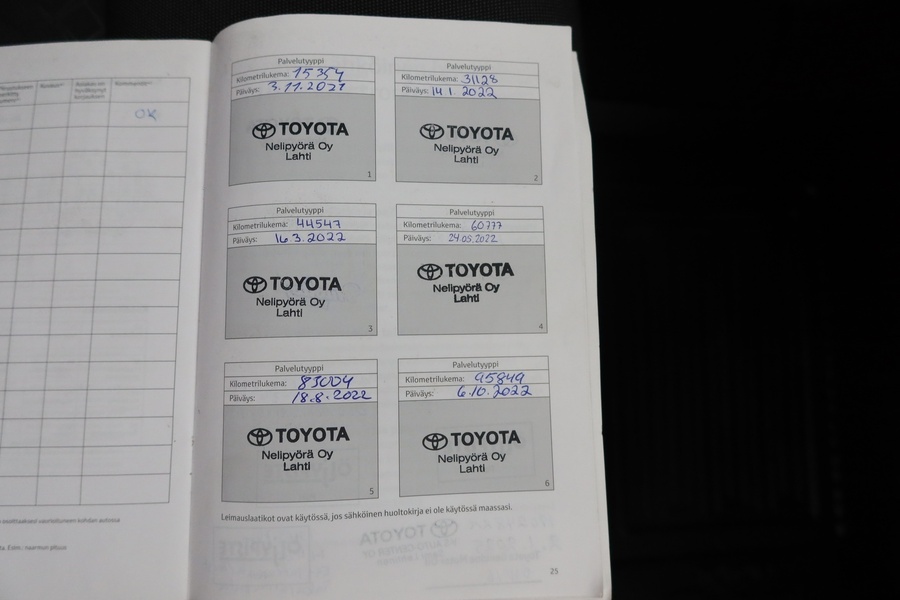 OK
Palvelutyyppi
Kilometrilukema: 15354
Päiväys: 3.11.2021
TOYOTA
Nelipyörä Oy
Lahti
1
Palvelutyyppi
Kilometrilukema: 31128
Päiväys: 14 1. 2022
TOYOTA
Nelipyörä Oy
Lahti
2
Palvelutyyppi
Kilometrilukema: 44547
Päiväys: 16 3. 2022
TOYOTA
Nelipyörä Oy
Lahti
3
Palvelutyyppi
Kilometrilukema: 60777
Päiväys: 24.05.2022
TOYOTA
Nelipyörä Oy
Lahti
4
Palvelutyyppi
Kilometrilukema: 83004
Päiväys: 18.8.2022
TOYOTA
Nelipyörä Oy
Lahti
5
Palvelutyyppi
Kilometrilukema: 95849
Päiväys: 6.10.2022
TOYOTA
Nelipyörä Oy
Lahti
6
Leimauslaatikot ovat käytössä, jos sähköinen huoltokirja ei ole käytössä maassasi.
25